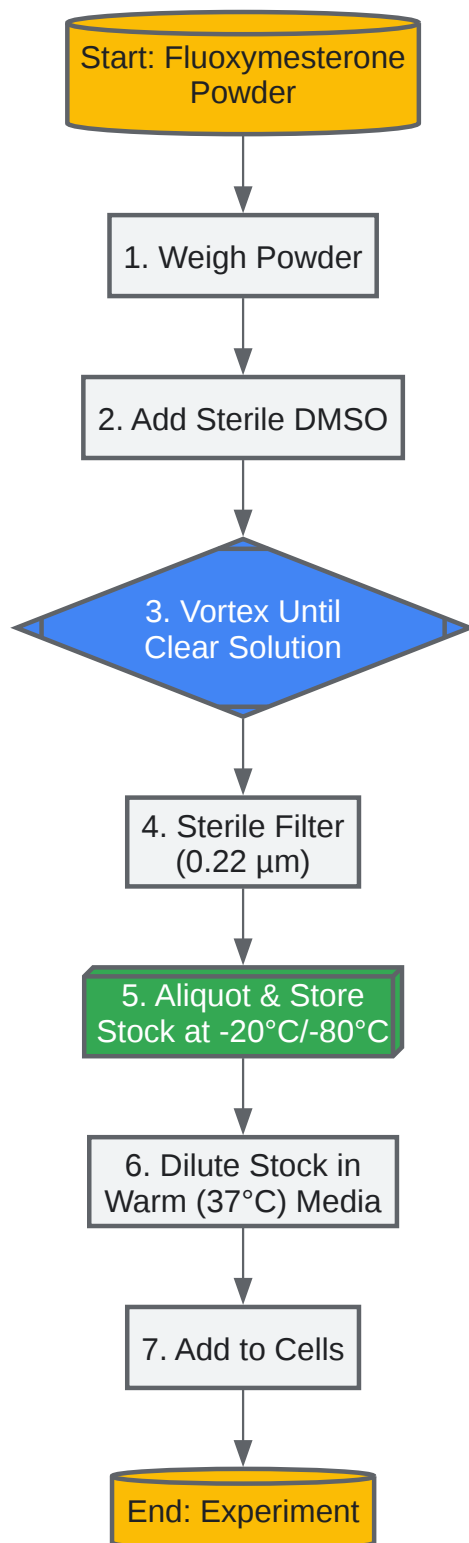 Start: Fluoxymesterone
Powder
1. Weigh Powder
2. Add Sterile DMSO
3. Vortex Until
Clear Solution
4. Sterile Filter
(0.22 µm)
5. Aliquot & Store
Stock at -20°C/-80°C
6. Dilute Stock in
Warm (37°C) Media
7. Add to Cells
End: Experiment